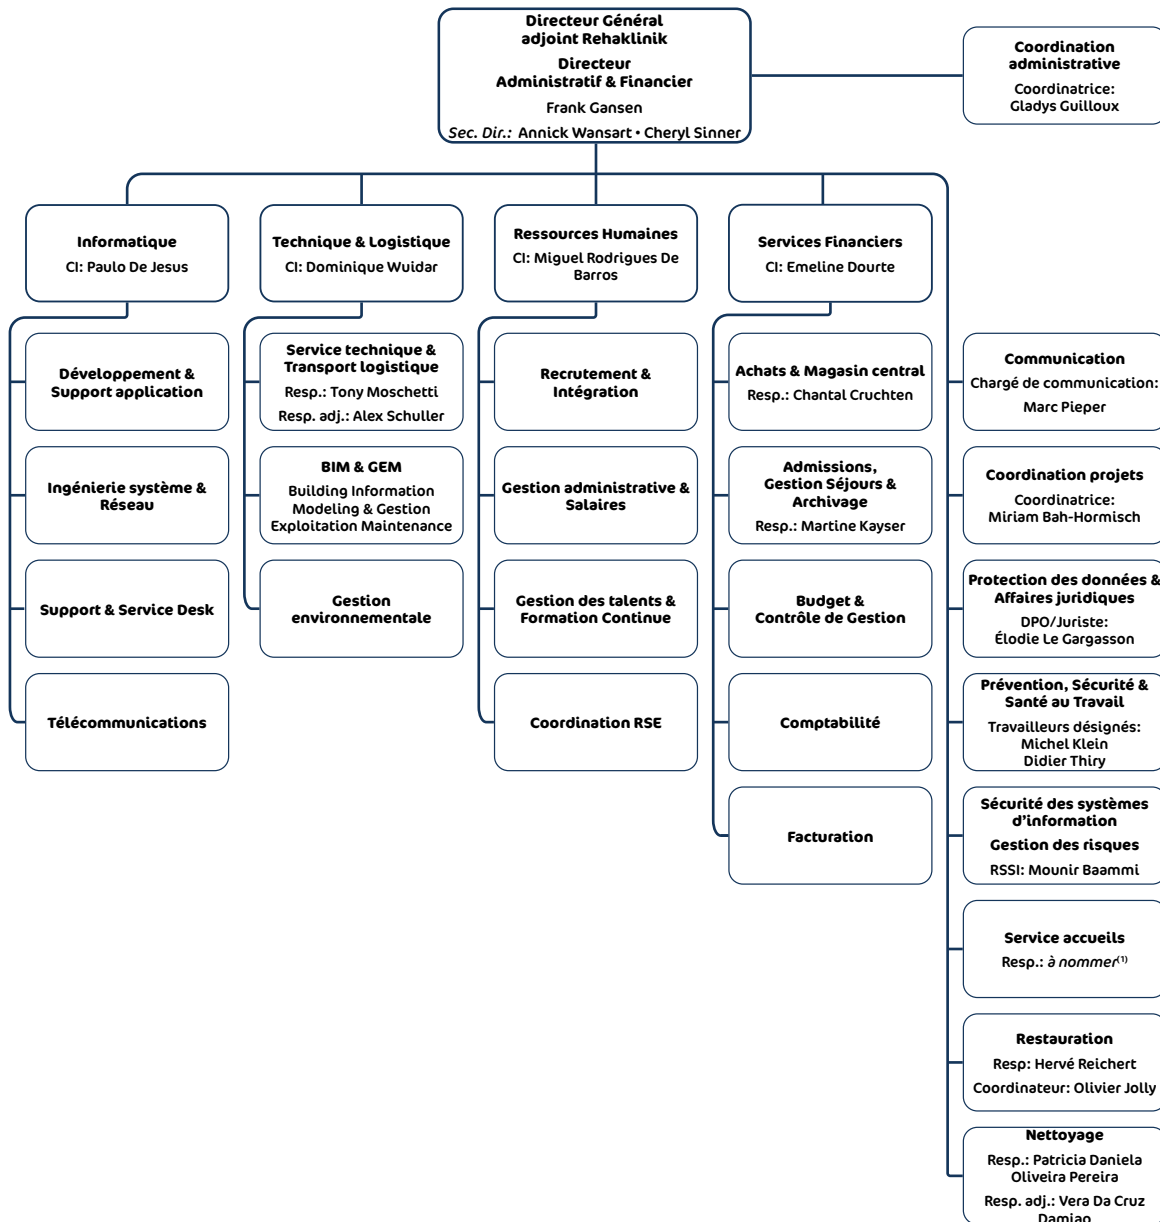 Directeur Général
adjoint Rehaklinik
Directeur
Administratif & Financier
Frank Gansen
Sec. Dir.: Annick Wansart • Cheryl Sinner
Coordination
administrative
Coordinatrice:
Gladys Guilloux
Informatique
CI: Paulo De Jesus
Technique & Logistique
CI: Dominique Wuidar
Ressources Humaines
CI: Miguel Rodrigues De
Barros
Services Financiers
CI: Emeline Dourte
Développement &
Support application
Ingénierie système &
Réseau
Support & Service Desk
Télécommunications
Service technique &
Transport logistique
Resp.: Tony Moschetti
Resp. adj.: Alex Schuller
BIM & GEM
Building Information
Modeling & Gestion
Exploitation Maintenance
Gestion
environnementale
Recrutement &
Intégration
Gestion administrative &
Salaires
Gestion des talents &
Formation Continue
Coordination RSE
Achats & Magasin central
Resp.: Chantal Cruchten
Admissions,
Gestion Séjours &
Archivage
Resp.: Martine Kayser
Budget &
Contrôle de Gestion
Comptabilité
Facturation
Communication
Chargé de communication:
Marc Pieper
Coordination projets
Coordinatrice:
Miriam Bah-Hormisch
Protection des données &
Affaires juridiques
DPO/Juriste:
Élodie Le Gargasson
Prévention, Sécurité &
Santé au Travail
Travailleurs désignés:
Michel Klein
Didier Thiry
Sécurité des systèmes
d'information
Gestion des risques
RSSI: Mounir Baammi
Service accueils
Resp.: à nommer(1)
Restauration
Resp: Hervé Reichert
Coordinateur: Olivier Jolly
Nettoyage
Resp.: Patricia Daniela
Oliveira Pereira
Resp. adj.: Vera Da Cruz
Damiao